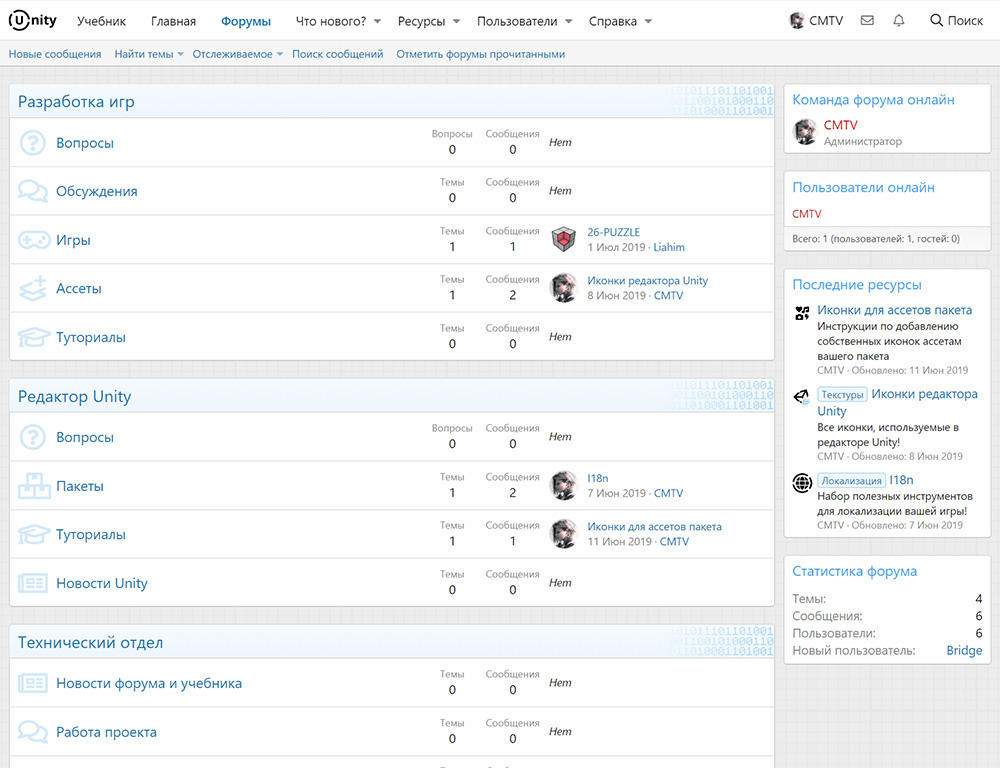 Unity Учебник Главная Форумы Что нового? Ресурсы Пользователи Справка CMTV Поиск
Новые сообщения Найти темы Отслеживаемое Поиск сообщений Отметить форумы прочитанными
Разработка игр
Вопросы
Вопросы 0
Сообщения 0
Нет
Обсуждения
Темы 0
Сообщения 0
Нет
Игры
Темы 1
Сообщения 1
26-PUZZLE
1 Июл 2019 · Liahim
Ассеты
Темы 1
Сообщения 2
Иконки редактора Unity
8 Июн 2019 · CMTV
Туториалы
Темы 0
Сообщения 0
Нет
Редактор Unity
Вопросы
Вопросы 0
Сообщения 0
Нет
Пакеты
Темы 1
Сообщения 2
I18n
7 Июн 2019 · CMTV
Туториалы
Темы 1
Сообщения 1
Иконки для ассетов пакета
11 Июн 2019 · CMTV
Новости Unity
Темы 0
Сообщения 0
Нет
Технический отдел
Новости форума и учебника
Темы 0
Сообщения 0
Нет
Работа проекта
Темы 0
Сообщения 0
Нет
Команда форума онлайн
CMTV
Администратор
Пользователи онлайн
CMTV
Всего: 1 (пользователей: 1, гостей: 0)
Последние ресурсы
Иконки для ассетов пакета
Инструкции по добавлению
собственных иконок ассетам
вашего пакета
CMTV · Обновлено: 11 Июн 2019
Текстуры Иконки редактора
Unity
Все иконки, используемые в
редакторе Unity!
CMTV · Обновлено: 8 Июн 2019
Локализация I18n
Набор полезных инструментов
для локализации вашей игры!
CMTV · Обновлено: 7 Июн 2019
Статистика форума
Темы: 4
Сообщения: 6
Пользователи: 6
Новый пользователь: Bridge